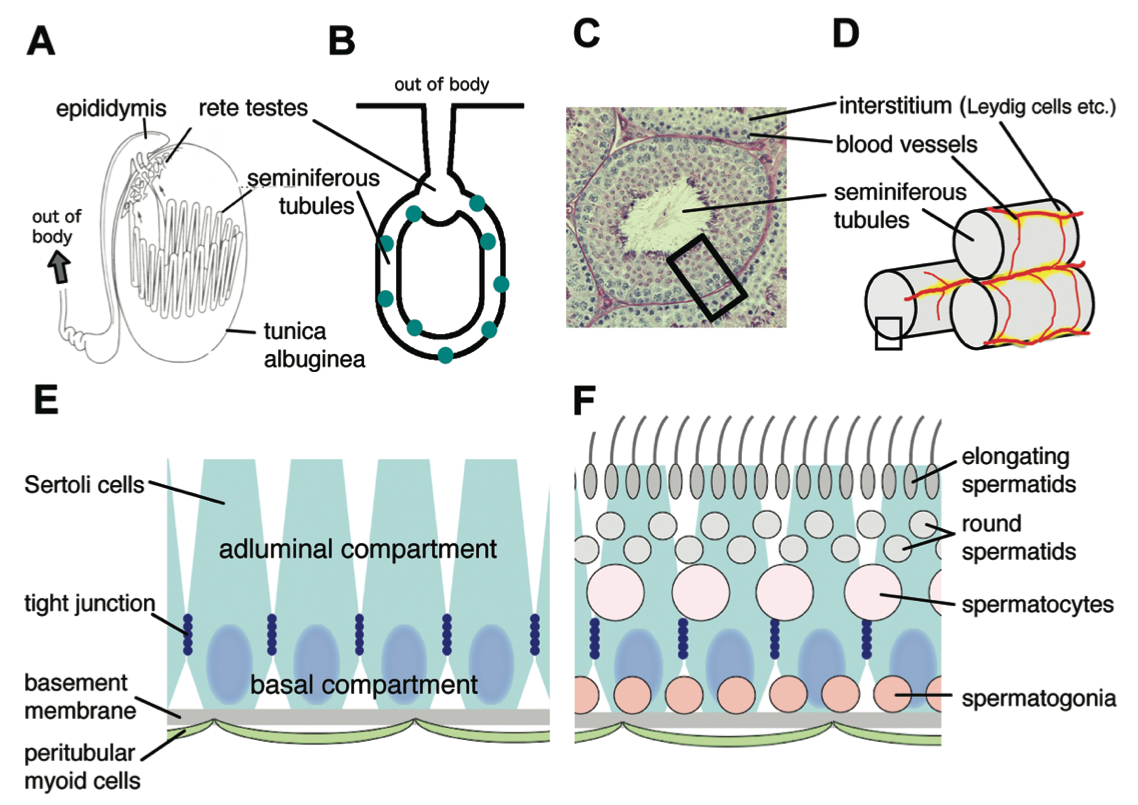 A
B
C
D
out of body
epididymis
rete testes
interstitium (Leydig cells etc.)
blood vessels
seminiferous
tubules
seminiferous
tubules
out of
body
tunica
albuginea
E
F
Sertoli cells
adluminal compartment
tight junction
basal compartment
basement
membrane
peritubular
myoid cells
elongating
spermatids
round
spermatids
spermatocytes
spermatogonia